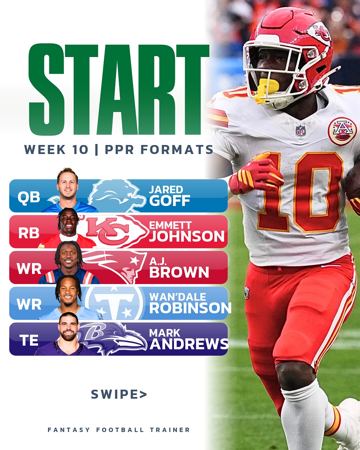 START
WEEK 10 | PPR FORMATS
QB JARED GOFF
RB EMMETT JOHNSON
WR A.J. BROWN
WR WAN'DALE ROBINSON
TE MARK ANDREWS
SWIPE>
FANTASY FOOTBALL TRAINER
10